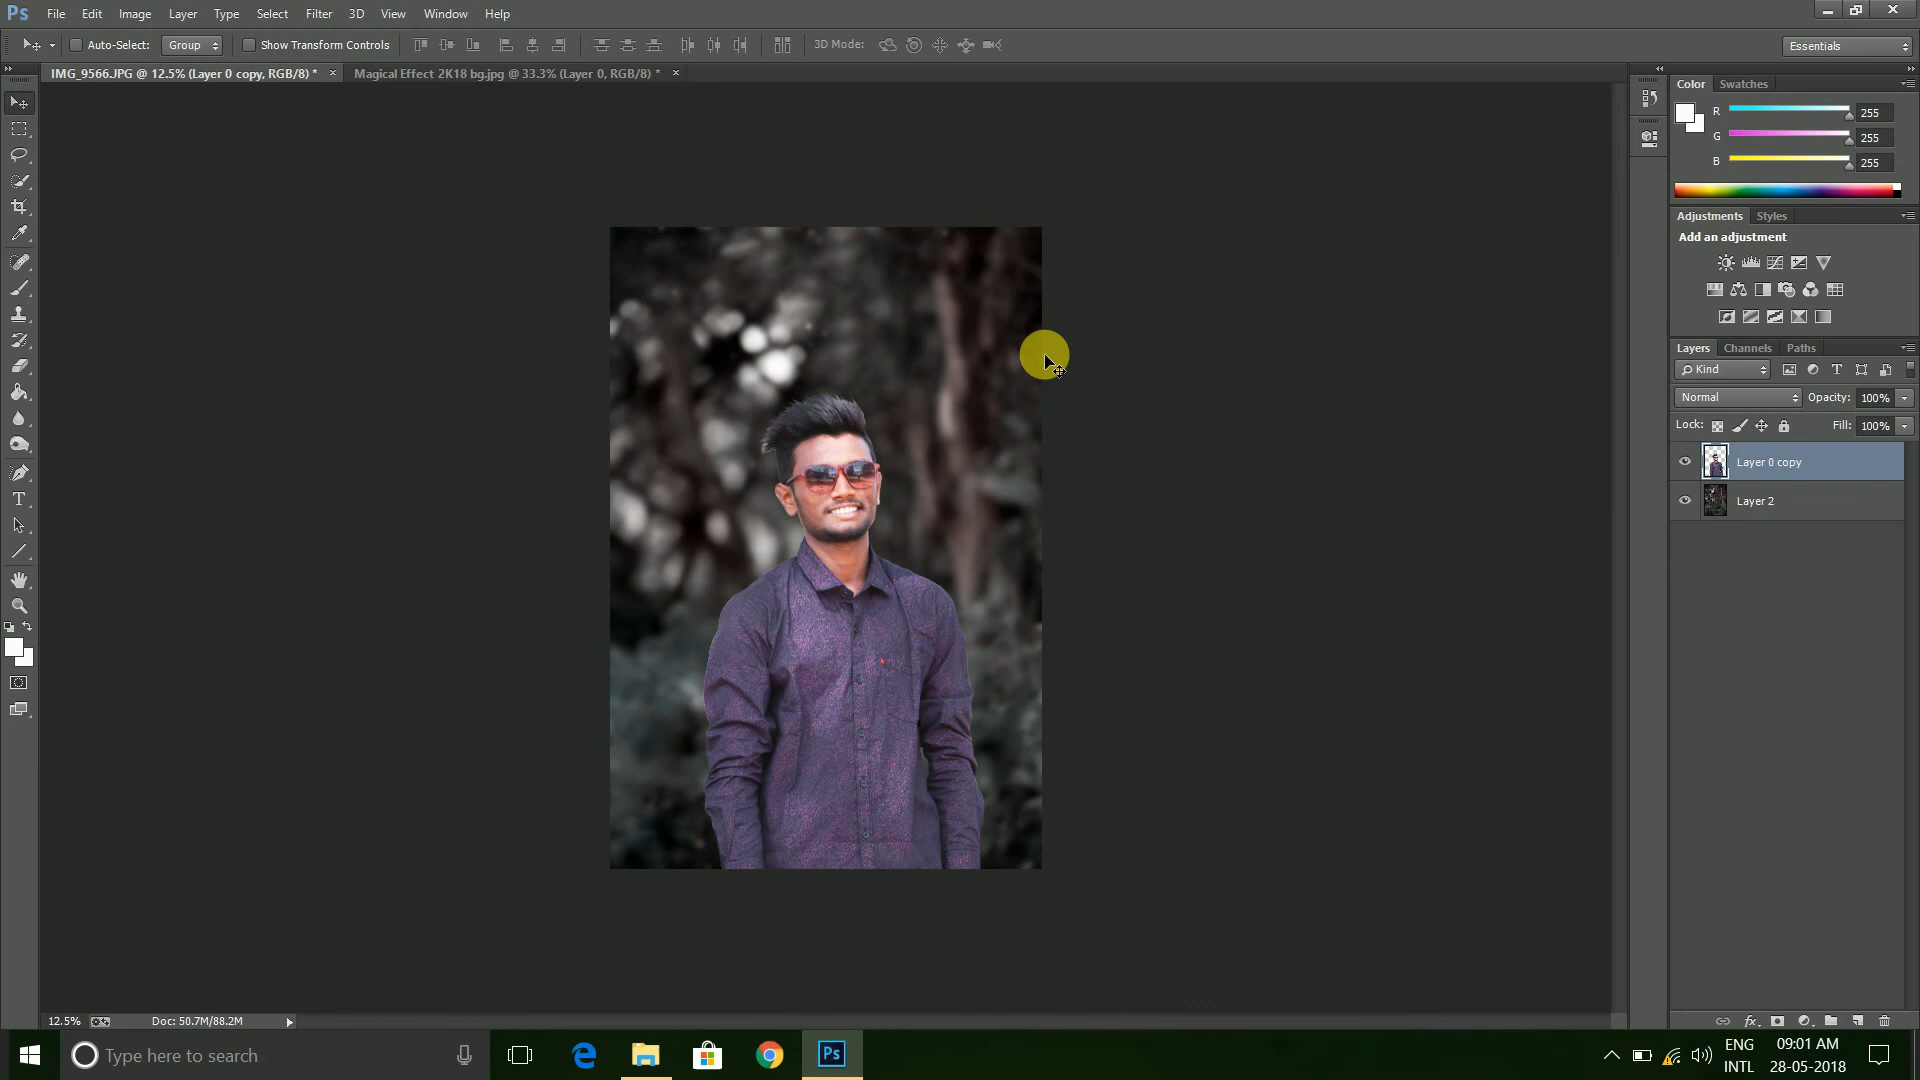 Ps File Edit Image Layer Type Select Filter 3D View Window Help
Auto-Select: Group Show Transform Controls 3D Mode: Essentials
IMG_9566.JPG @ 12.5% (Layer 0 copy, RGB/8) * × Magical Effect 2K18 bg.jpg @ 33.3% (Layer 0, RGB/8) * ×
Color Swatches
R 255
G 255
B 255
Adjustments Styles
Add an adjustment
Layers Channels Paths
Kind
Normal Opacity: 100%
Lock: Fill: 100%
Layer 0 copy
Layer 2
12.5% Doc: 50.7M/88.2M
Type here to search
Ps
ENG 09:01 AM
INTL 28-05-2018